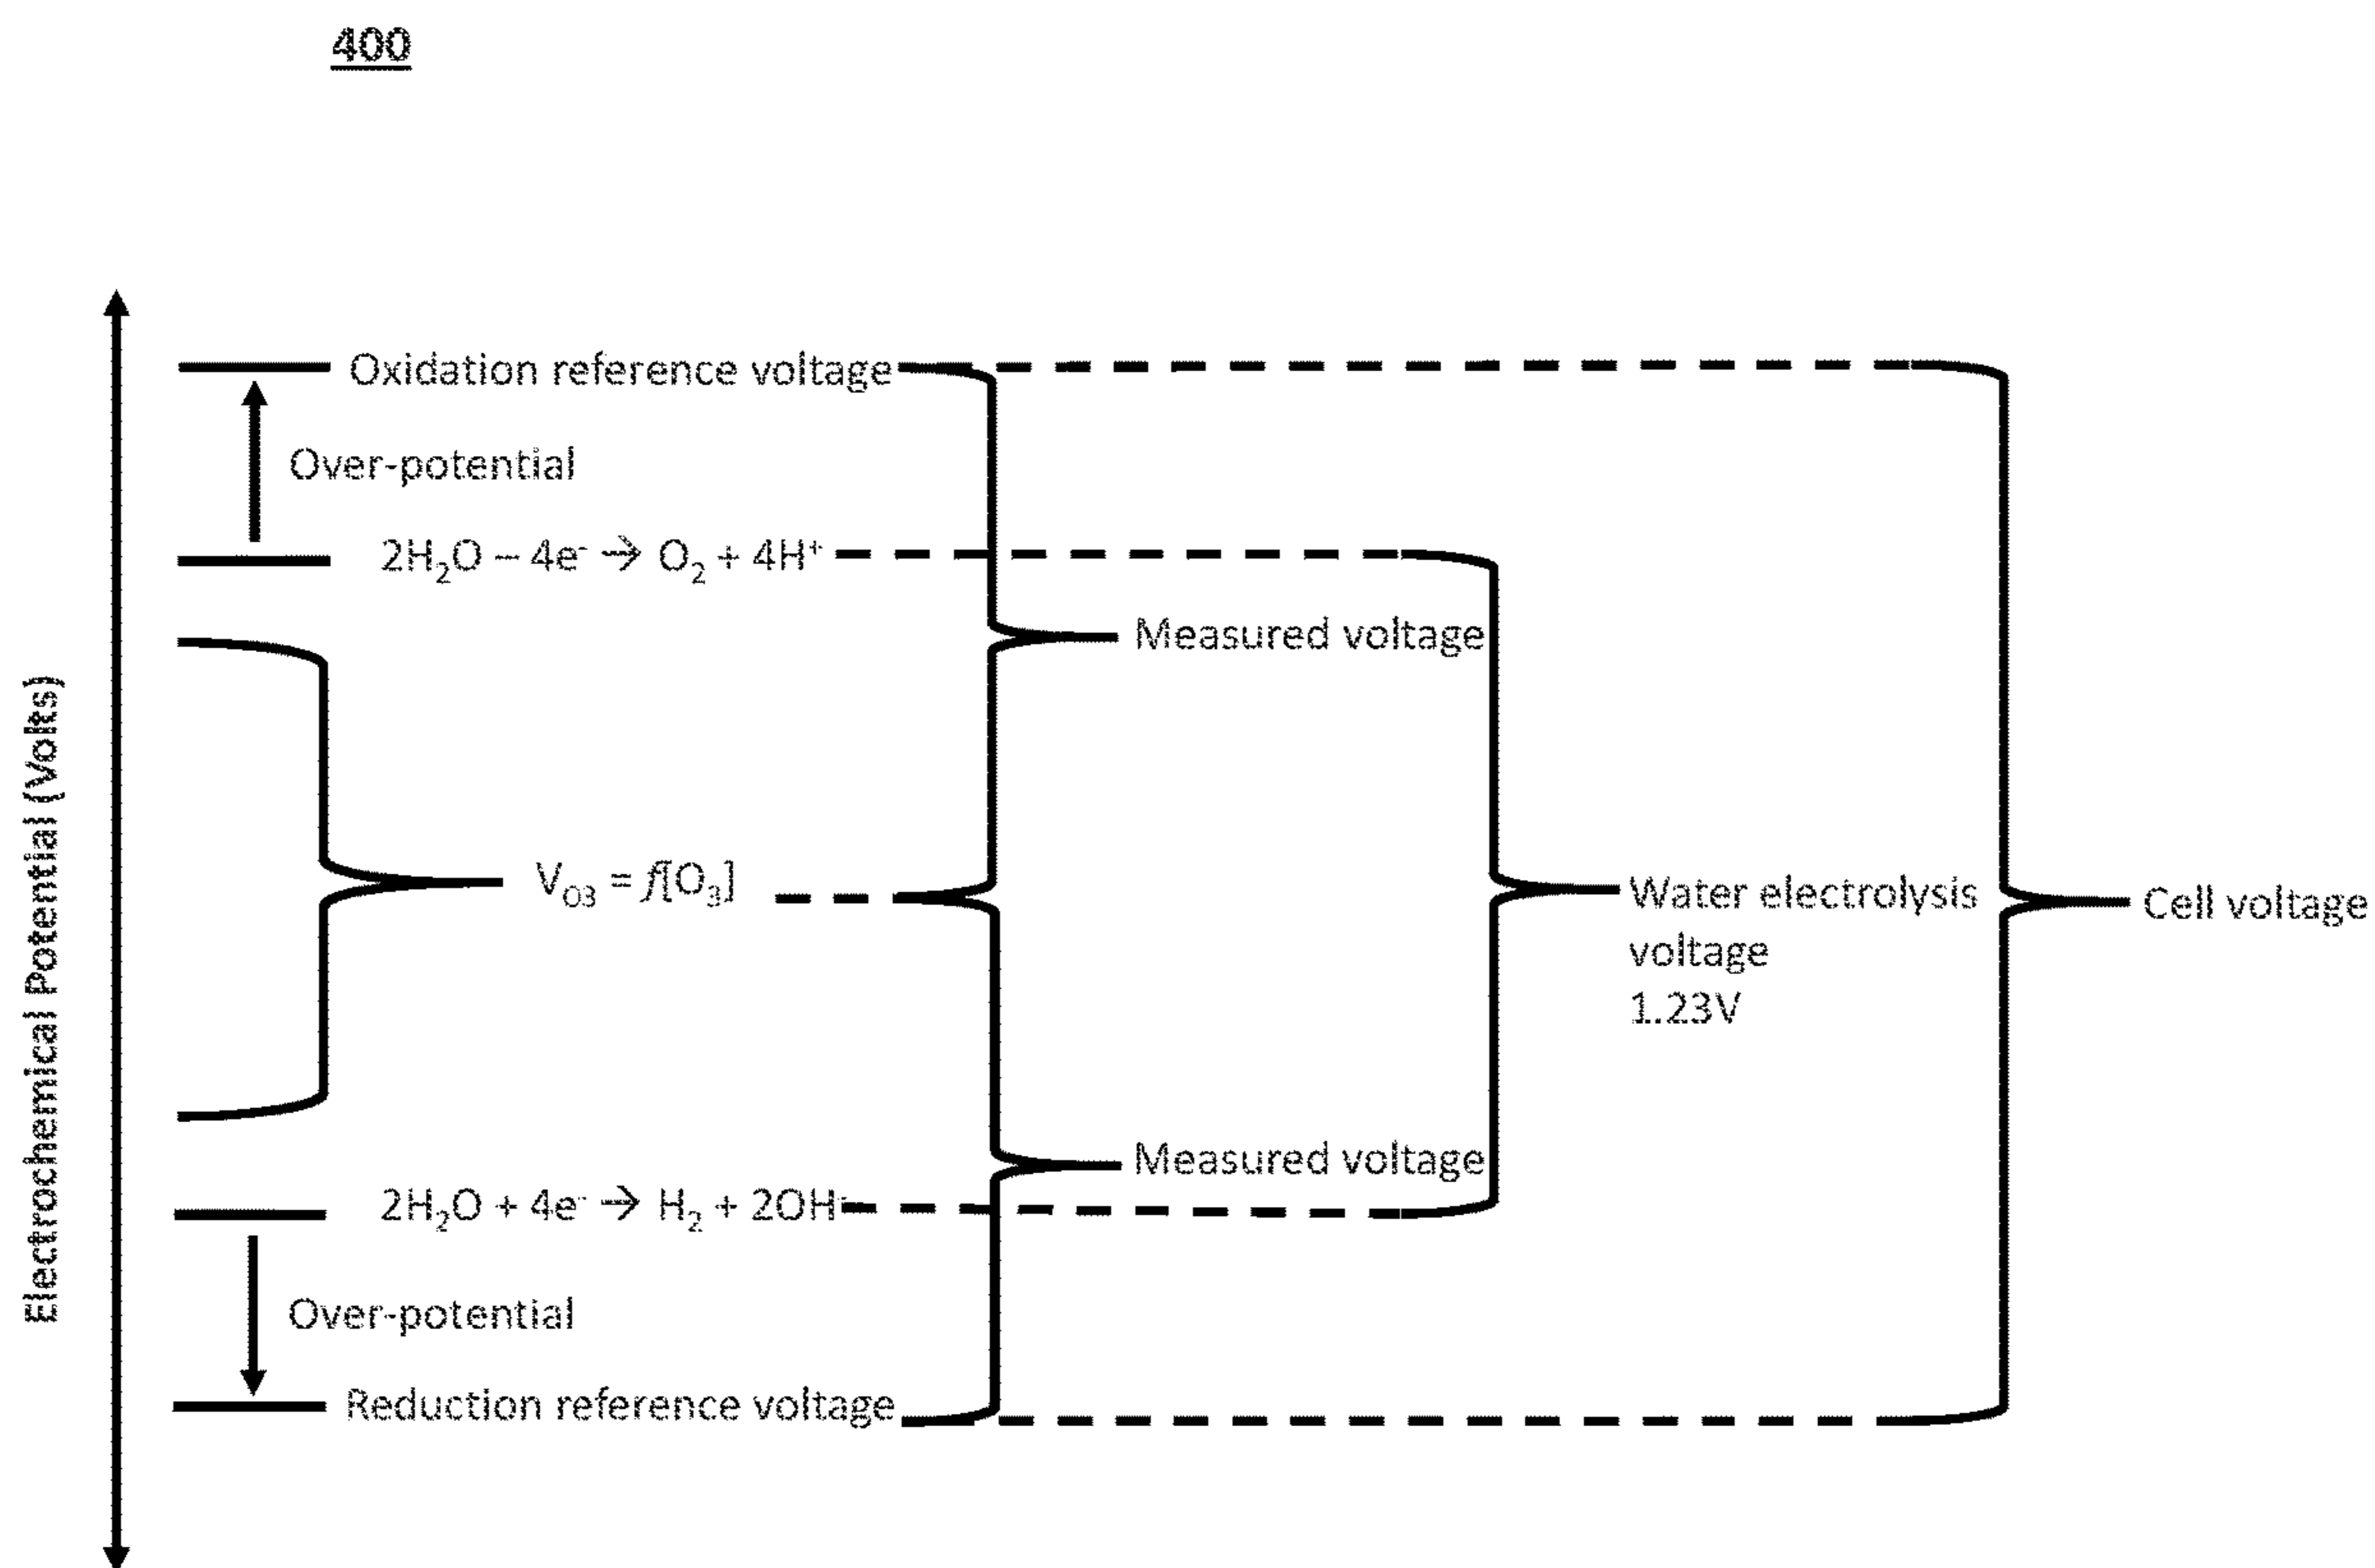 400
Electrochemical Potential (Volts)
Oxidation reference voltage
Over-potential
2H₂O – 4e⁻ → O₂ + 4H⁺
Measured voltage
V_O3 = f[O₃]
Water electrolysis
voltage
1.23V
Cell voltage
Measured voltage
2H₂O + 4e⁻ → H₂ + 2OH⁻
Over-potential
Reduction reference voltage